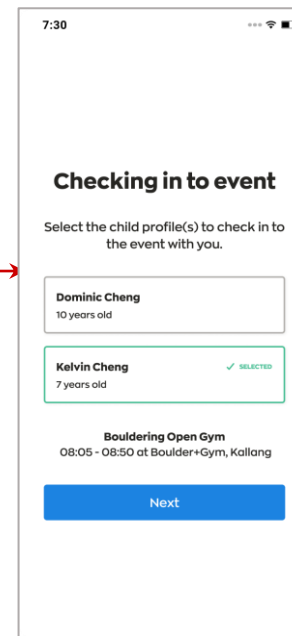 7:30
Checking in to event
Select the child profile(s) to check in to
the event with you.
Dominic Cheng
10 years old
Kelvin Cheng
✓ SELECTED
7 years old
Bouldering Open Gym
08:05 - 08:50 at Boulder+Gym, Kallang
Next